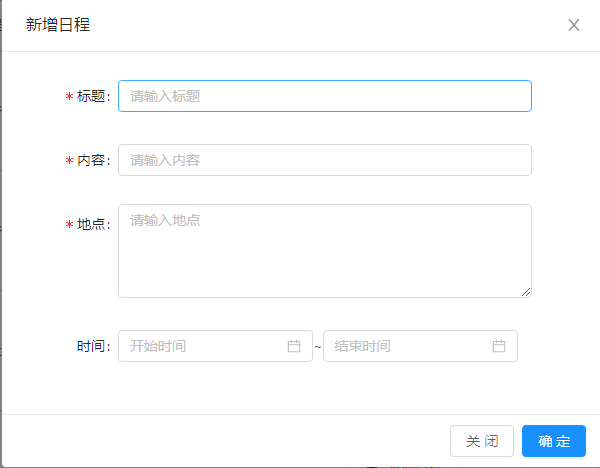 新增日程
* 标题: 请输入标题
* 内容: 请输入内容
* 地点: 请输入地点
时间: 开始时间 ~ 结束时间
关 闭 确 定